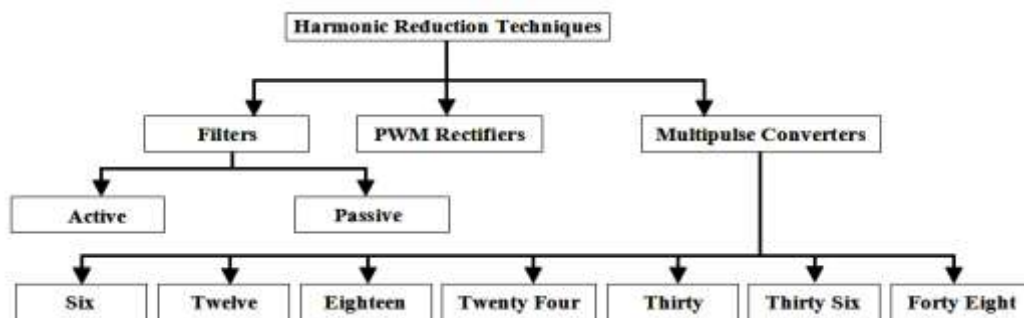 Harmonic Reduction Techniques
Filters
PWM Rectifiers
Multipulse Converters
Active
Passive
Six
Twelve
Eighteen
Twenty Four
Thirty
Thirty Six
Forty Eight